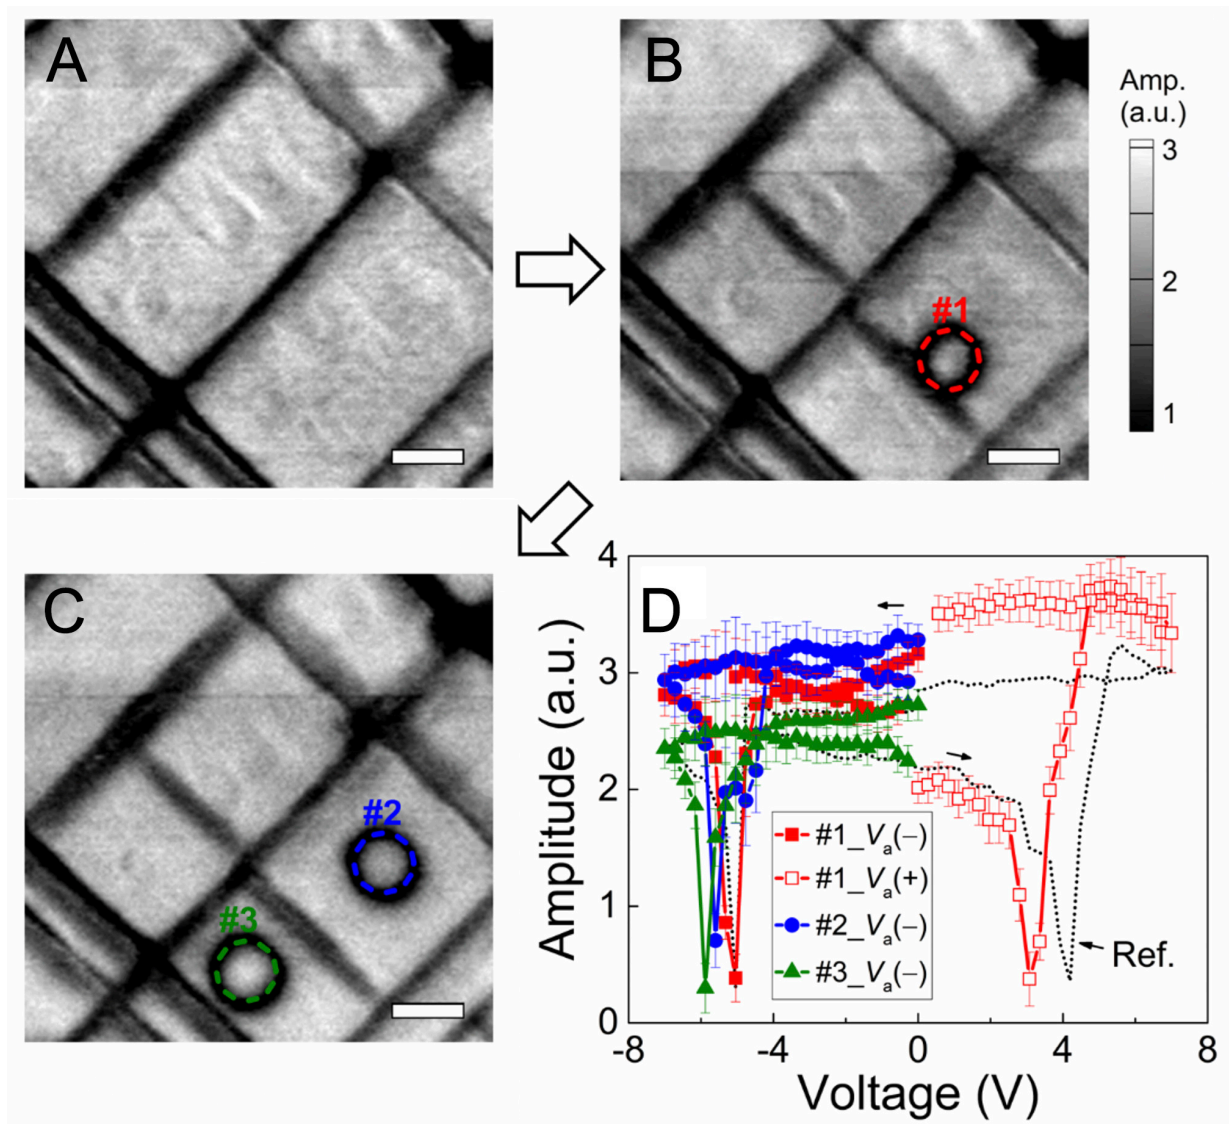 A
B
Amp.
(a.u.)
3
2
1
#1
C
#2
#3
D
4
3
2
1
0
Amplitude (a.u.)
#1_Va(−)
#1_Va(+)
#2_Va(−)
#3_Va(−)
Ref.
-8 -4 0 4 8
Voltage (V)